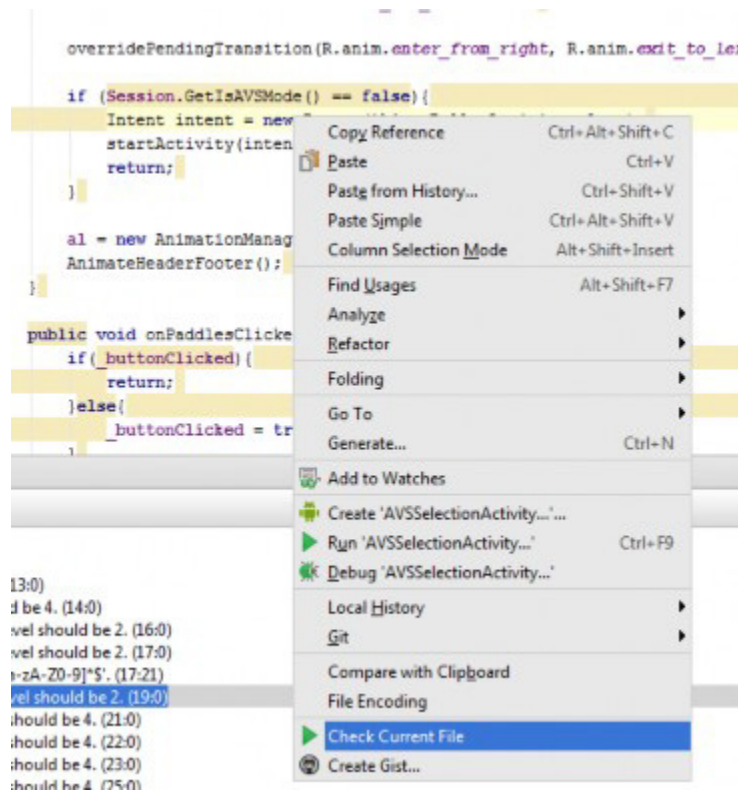 overridePendingTransition(R.anim.enter_from_right, R.anim.exit_to_le
if (Session.GetIsAVSMode() == false){
Intent intent = new
startActivity(inten
return;
}
al = new AnimationManag
AnimateHeaderFooter();
}
public void onPaddlesClicke
if(_buttonClicked){
return;
}else{
_buttonClicked = tr
Copy Reference Ctrl+Alt+Shift+C
Paste Ctrl+V
Paste from History... Ctrl+Shift+V
Paste Simple Ctrl+Alt+Shift+V
Column Selection Mode Alt+Shift+Insert
Find Usages Alt+Shift+F7
Analyze
Refactor
Folding
Go To
Generate... Ctrl+N
Add to Watches
Create 'AVSSelectionActivity...'...
Run 'AVSSelectionActivity...' Ctrl+F9
Debug 'AVSSelectionActivity...'
Local History
Git
Compare with Clipboard
File Encoding
Check Current File
Create Gist...
13:0)
d be 4. (14:0)
evel should be 2. (16:0)
evel should be 2. (17:0)
-zA-Z0-9]*$'. (17:21)
vel should be 2. (19:0)
should be 4. (21:0)
should be 4. (22:0)
should be 4. (23:0)
should be 4. (25:0)